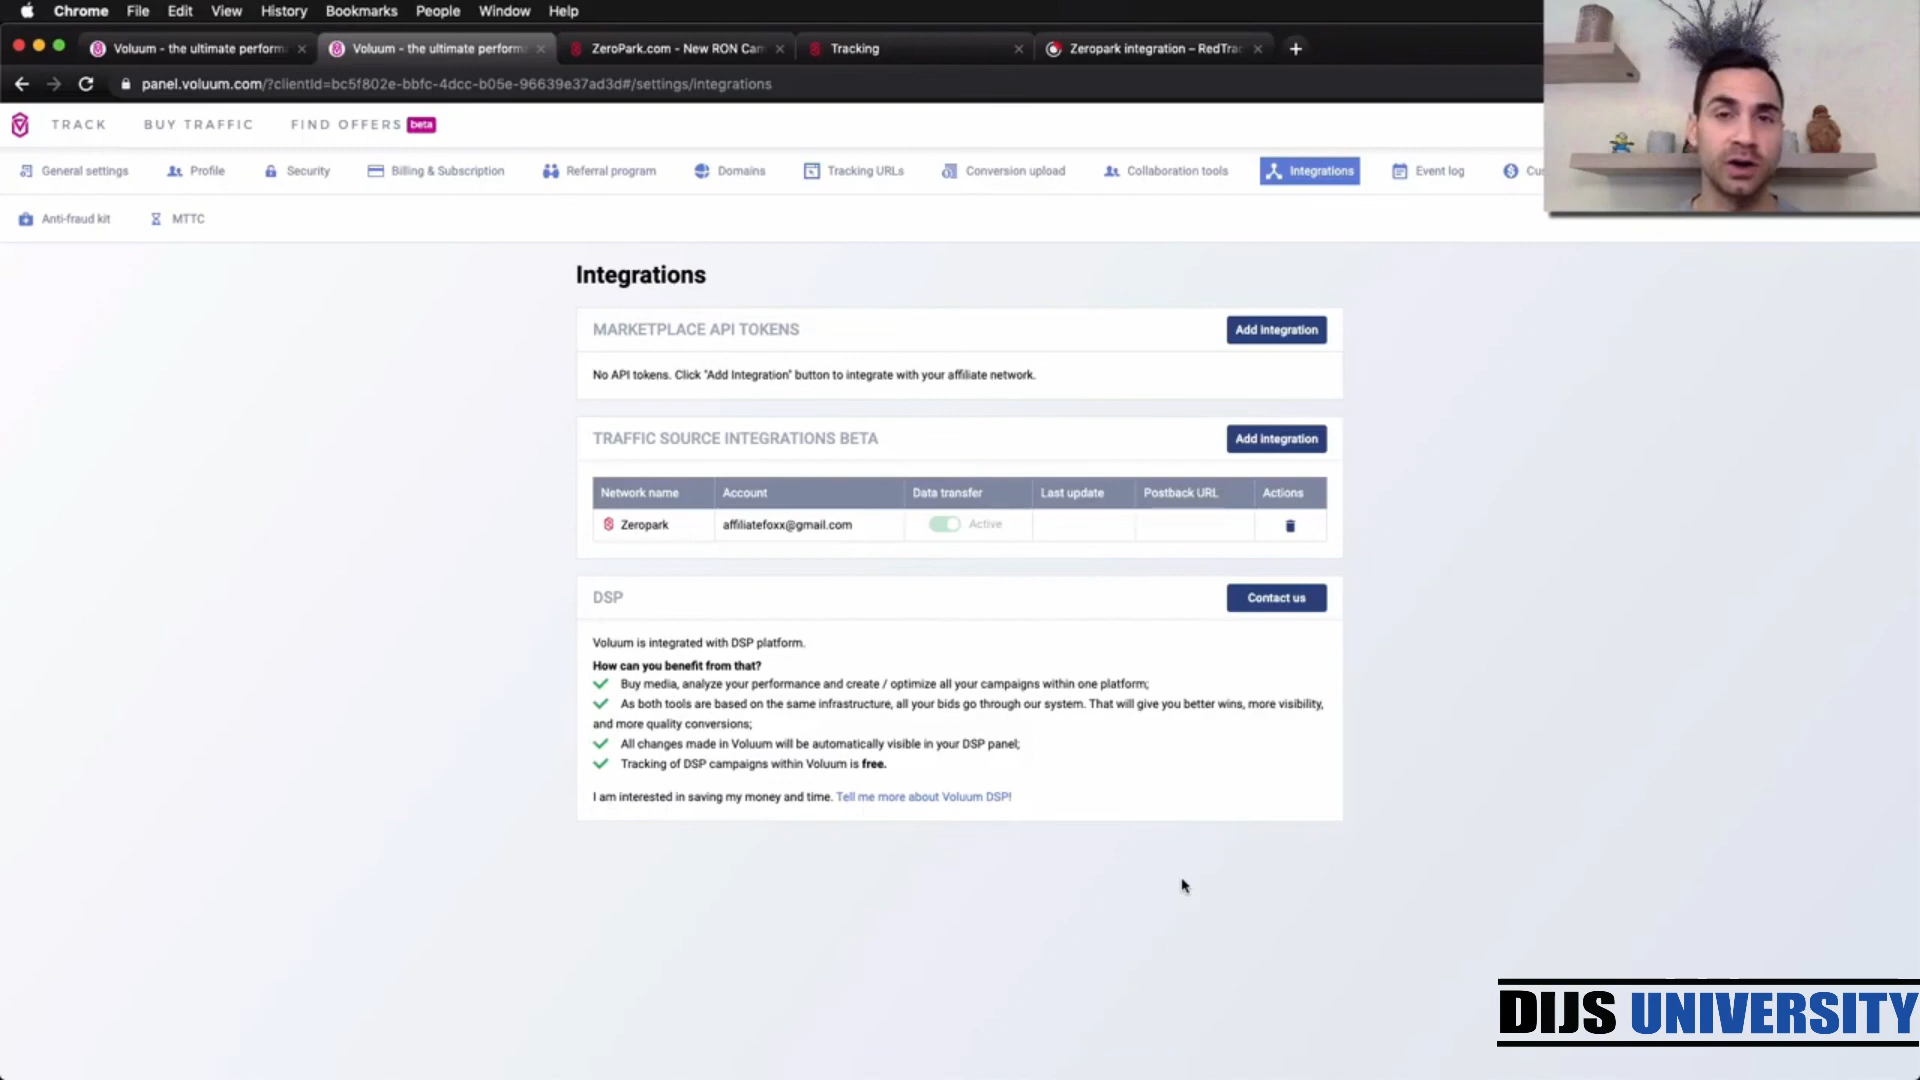 Chrome File Edit View History Bookmarks People Window Help
Voluum - the ultimate perform Voluum - the ultimate perform ZeroPark.com - New RON Cam Tracking Zeropark integration – RedTra
panel.voluum.com/?clientId=bc5f802e-bbfc-4dcc-b05e-96639e37ad3d#/settings/integrations
TRACK BUY TRAFFIC FIND OFFERS beta
General settings Profile Security Billing & Subscription Referral program Domains Tracking URLs Conversion upload Collaboration tools Integrations Event log Cus
Anti-fraud kit MTTC
Integrations
MARKETPLACE API TOKENS Add integration
No API tokens. Click "Add Integration" button to integrate with your affiliate network.
TRAFFIC SOURCE INTEGRATIONS BETA Add integration
Network name Account Data transfer Last update Postback URL Actions
Zeropark affiliatefoxx@gmail.com Active
DSP Contact us
Voluum is integrated with DSP platform.
How can you benefit from that?
Buy media, analyze your performance and create / optimize all your campaigns within one platform;
As both tools are based on the same infrastructure, all your bids go through our system. That will give you better wins, more visibility,
and more quality conversions;
All changes made in Voluum will be automatically visible in your DSP panel;
Tracking of DSP campaigns within Voluum is free.
I am interested in saving my money and time. Tell me more about Voluum DSP!
DIJS UNIVERSITY